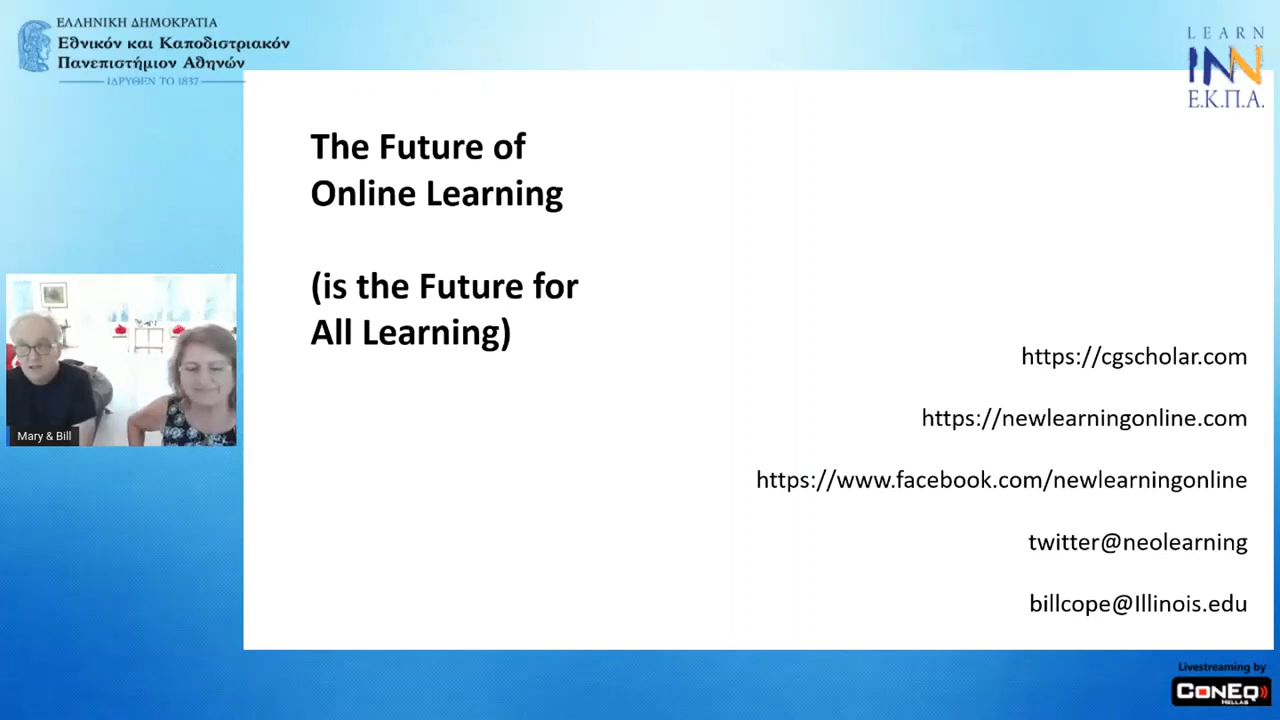 ΕΛΛΗΝΙΚΗ ΔΗΜΟΚΡΑΤΙΑ
Εθνικόν και Καποδιστριακόν
Πανεπιστήμιον Αθηνών
ΙΔΡΥΘΕΝ ΤΟ 1837
LEARN
INN
Ε.Κ.Π.Α.
The Future of
Online Learning
(is the Future for
All Learning)
https://cgscholar.com
https://newlearningonline.com
https://www.facebook.com/newlearningonline
twitter@neolearning
billcope@Illinois.edu
Mary & Bill
Livestreaming by
CONEQ
HELLAS